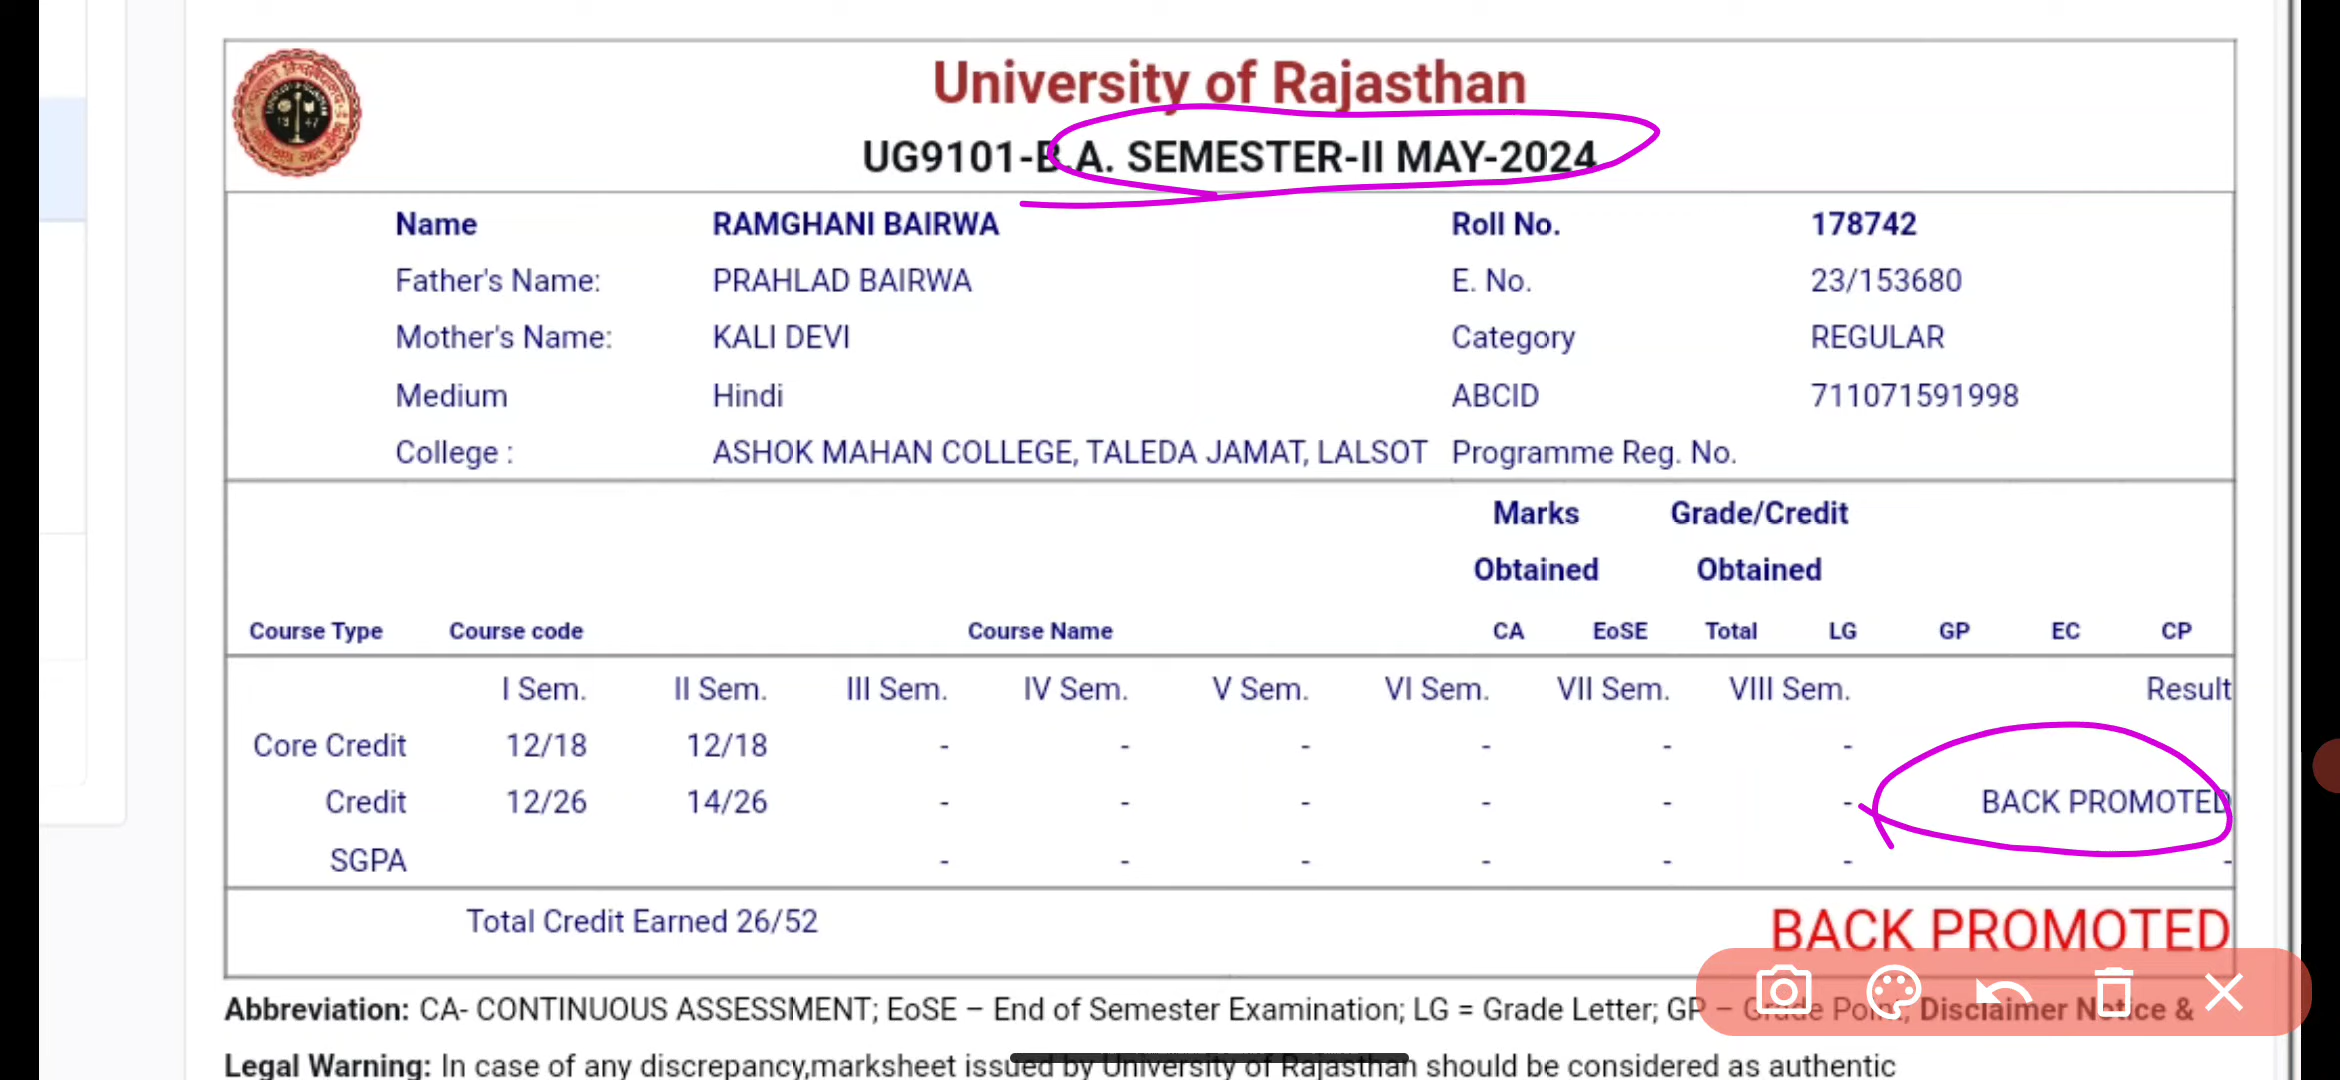 University of Rajasthan
UG9101-B.A. SEMESTER-II MAY-2024
Name RAMGHANI BAIRWA Roll No. 178742
Father's Name: PRAHLAD BAIRWA E. No. 23/153680
Mother's Name: KALI DEVI Category REGULAR
Medium Hindi ABCID 711071591998
College : ASHOK MAHAN COLLEGE, TALEDA JAMAT, LALSOT Programme Reg. No.
Marks Grade/Credit
Obtained Obtained
Course Type Course code Course Name CA EoSE Total LG GP EC CP
I Sem. II Sem. III Sem. IV Sem. V Sem. VI Sem. VII Sem. VIII Sem. Result
Core Credit 12/18 12/18 - - - - - -
Credit 12/26 14/26 - - - - - - BACK PROMOTED
SGPA - - - - - - -
Total Credit Earned 26/52 BACK PROMOTED
Abbreviation: CA- CONTINUOUS ASSESSMENT; EoSE – End of Semester Examination; LG = Grade Letter; GP – Grade Point; Disclaimer Notice &
Legal Warning: In case of any discrepancy,marksheet issued by University of Rajasthan should be considered as authentic